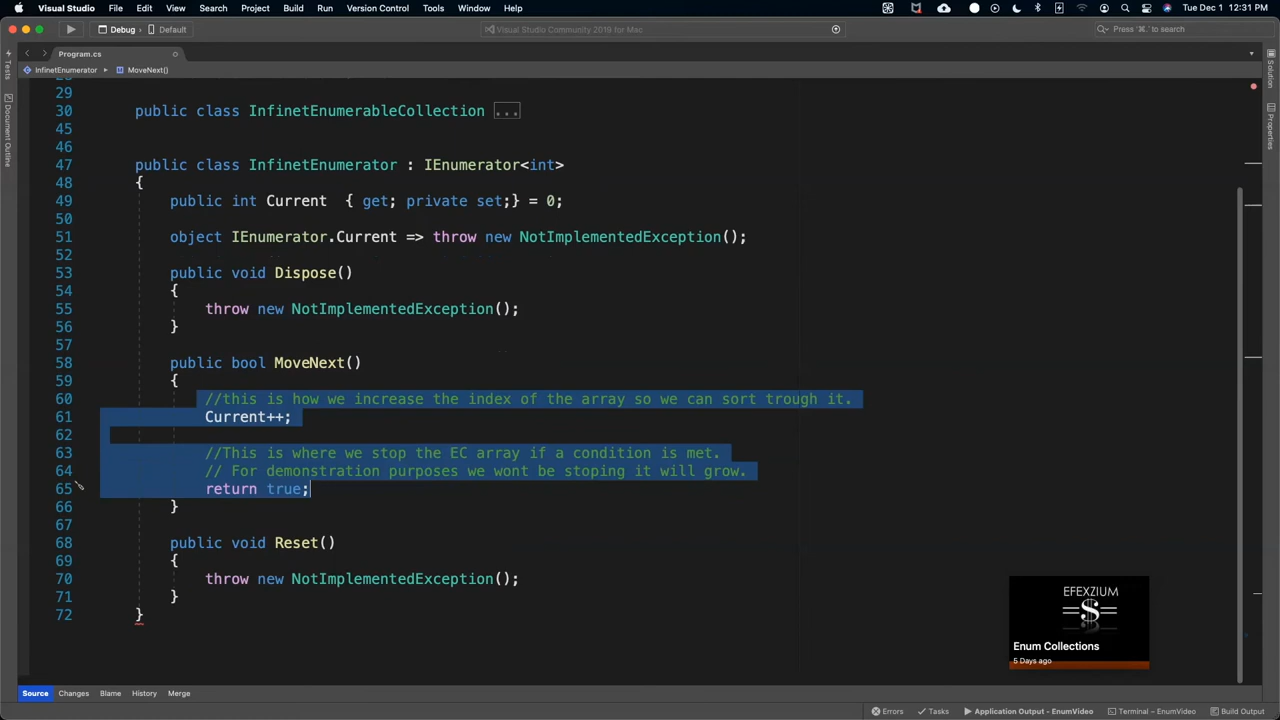 Visual Studio File Edit View Search Project Build Run Version Control Tools Window Help Tue Dec 1 12:31 PM
Debug Default Visual Studio Community 2019 for Mac Press '⌘.' to search
Program.cs
InfinetEnumerator MoveNext()
Tests
Document Outline
Solution
Properties
28
29
30 public class InfinetEnumerableCollection ...
45
46
47 public class InfinetEnumerator : IEnumerator<int>
48 {
49 public int Current { get; private set;} = 0;
50
51 object IEnumerator.Current => throw new NotImplementedException();
52
53 public void Dispose()
54 {
55 throw new NotImplementedException();
56 }
57
58 public bool MoveNext()
59 {
60 //this is how we increase the index of the array so we can sort trough it.
61 Current++;
62
63 //This is where we stop the EC array if a condition is met.
64 // For demonstration purposes we wont be stoping it will grow.
65 return true;
66 }
67
68 public void Reset()
69 {
70 throw new NotImplementedException();
71 }
72 }
EFEXZIUM
$
Enum Collections
5 Days ago
Source Changes Blame History Merge
Errors Tasks Application Output - EnumVideo Terminal – EnumVideo Build Output